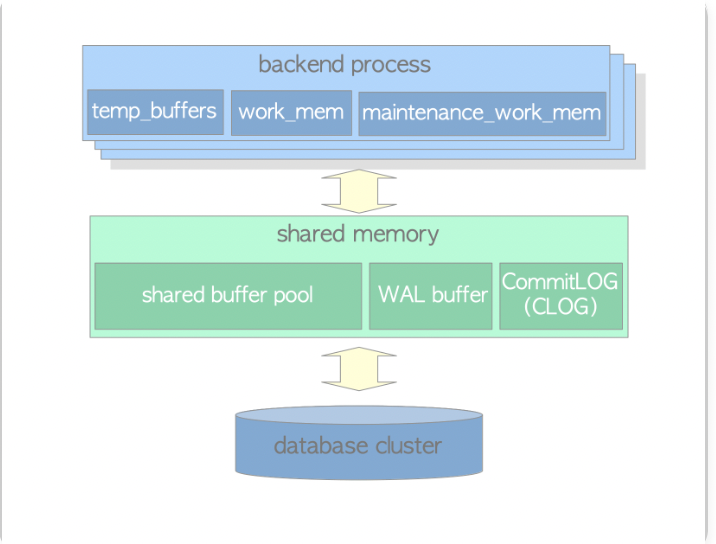 backend process
temp_buffers
work_mem
maintenance_work_mem
shared memory
shared buffer pool
WAL buffer
CommitLOG
(CLOG)
database cluster